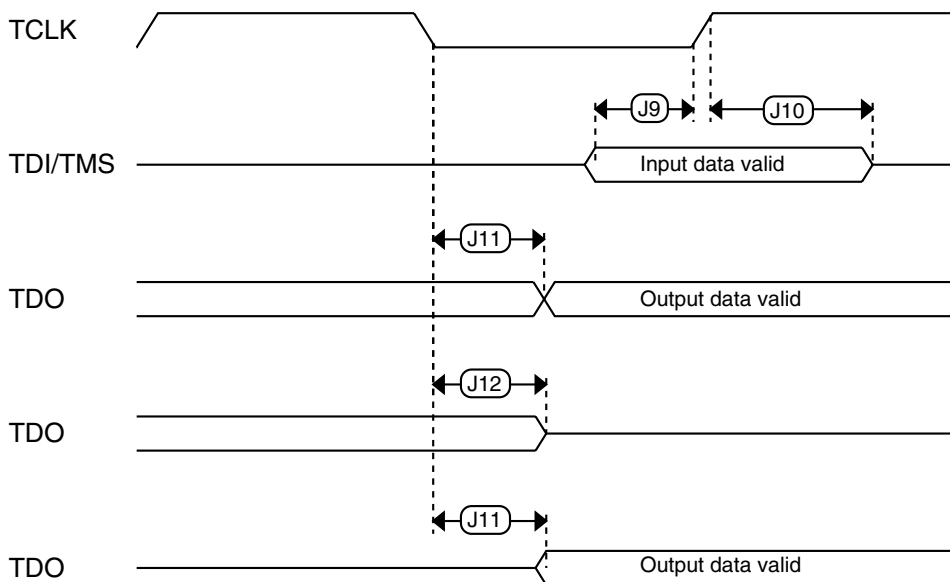 TCLK
J9
J10
TDI/TMS
Input data valid
J11
TDO
Output data valid
J12
TDO
J11
TDO
Output data valid